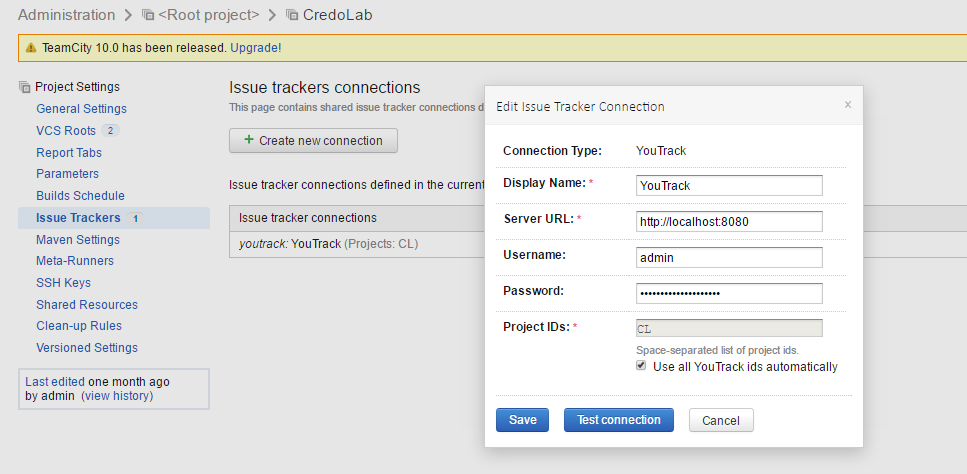 Administration > <Root project> > CredoLab
TeamCity 10.0 has been released. Upgrade!
Project Settings
General Settings
VCS Roots 2
Report Tabs
Parameters
Builds Schedule
Issue Trackers 1
Maven Settings
Meta-Runners
SSH Keys
Shared Resources
Clean-up Rules
Versioned Settings
Last edited one month ago
by admin (view history)
Issue trackers connections
This page contains shared issue tracker connections d
+ Create new connection
Issue tracker connections defined in the current
Issue tracker connections
youtrack: YouTrack (Projects: CL)
Edit Issue Tracker Connection x
Connection Type: YouTrack
Display Name: * YouTrack
Server URL: * http://localhost:8080
Username: admin
Password: ••••••••••••••••••••
Project IDs: * CL
Space-separated list of project ids.
Use all YouTrack ids automatically
Save Test connection Cancel